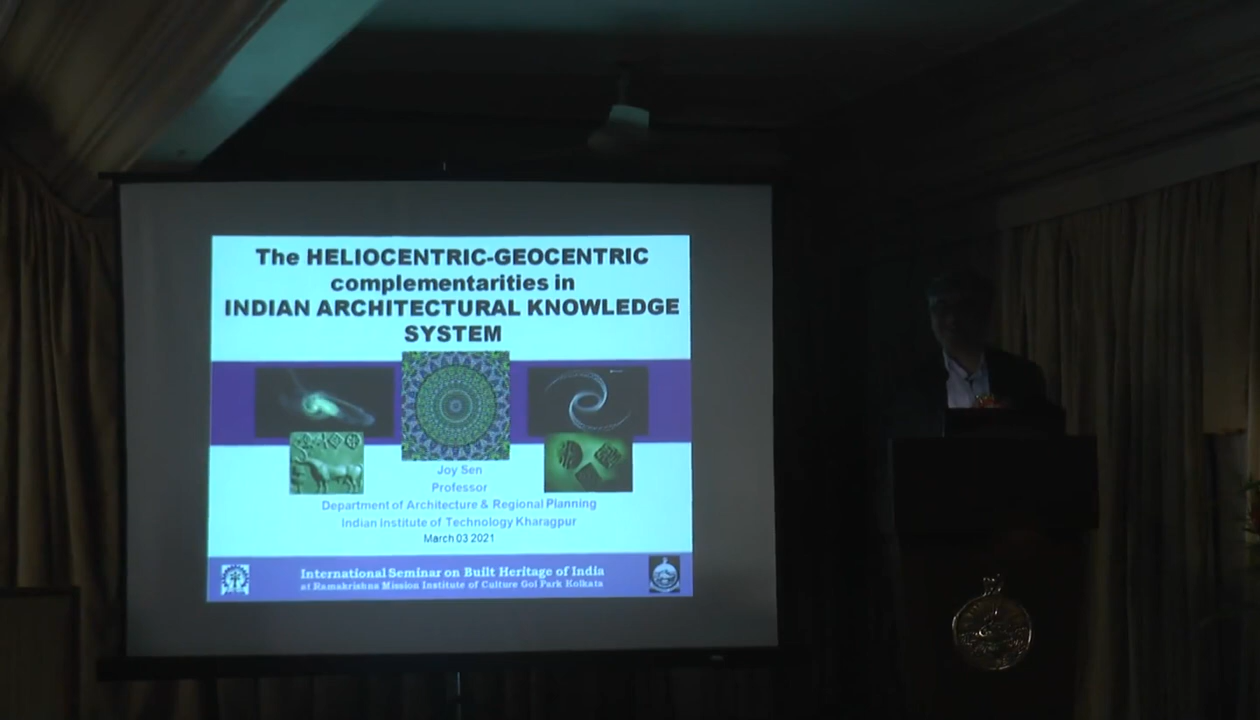 The HELIOCENTRIC-GEOCENTRIC
complementarities in
INDIAN ARCHITECTURAL KNOWLEDGE
SYSTEM
Joy Sen
Professor
Department of Architecture & Regional Planning
Indian Institute of Technology Kharagpur
March 03 2021
International Seminar on Built Heritage of India
at Ramakrishna Mission Institute of Culture Gol Park Kolkata